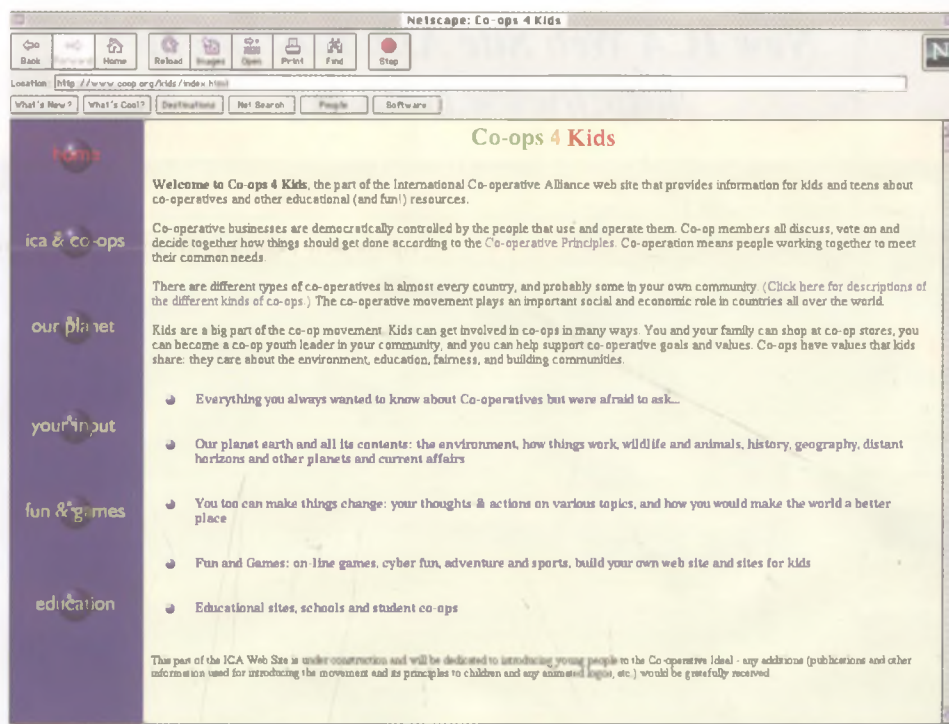 Netscape: Co-ops 4 Kids
Back Forward Home Reload Images Open Print Find Stop
N
Location: http://www.coop.org/kids/index.html
What's New? What's Cool? Destinations Net Search People Software
home
ica & co-ops
our planet
your input
fun & games
education
Co-ops 4 Kids
Welcome to Co-ops 4 Kids, the part of the International Co-operative Alliance web site that provides information for kids and teens about
co-operatives and other educational (and fun!) resources.
Co-operative businesses are democratically controlled by the people that use and operate them. Co-op members all discuss, vote on and
decide together how things should get done according to the Co-operative Principles. Co-operation means people working together to meet
their common needs.
There are different types of co-operatives in almost every country, and probably some in your own community. (Click here for descriptions of
the different kinds of co-ops.) The co-operative movement plays an important social and economic role in countries all over the world.
Kids are a big part of the co-op movement. Kids can get involved in co-ops in many ways. You and your family can shop at co-op stores, you
can become a co-op youth leader in your community, and you can help support co-operative goals and values. Co-ops have values that kids
share: they care about the environment, education, fairness, and building communities.
Everything you always wanted to know about Co-operatives but were afraid to ask...
Our planet earth and all its contents: the environment, how things work, wildlife and animals, history, geography, distant
horizons and other planets and current affairs
You too can make things change: your thoughts & actions on various topics, and how you would make the world a better
place
Fun and Games: on-line games, cyber fun, adventure and sports, build your own web site and sites for kids
Educational sites, schools and student co-ops
This part of the ICA Web Site is under construction and will be dedicated to introducing young people to the Co-operative Ideal - any additions (publications and other
information used for introducing the movement and its principles to children and any animated logos, etc.) would be gratefully received